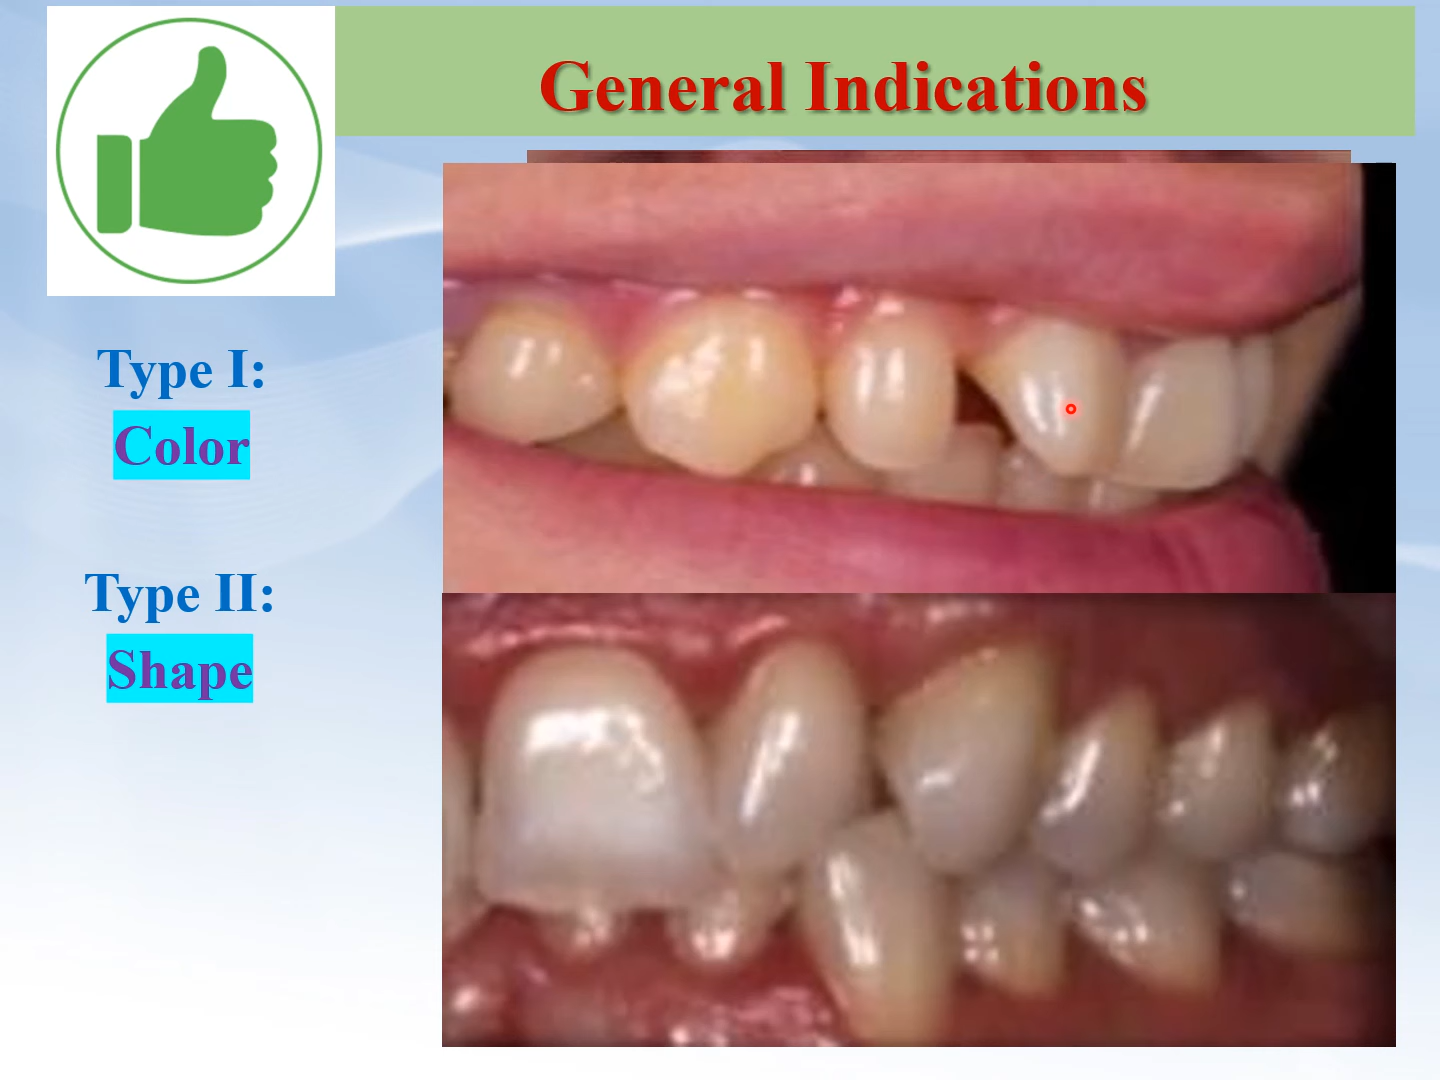 General Indications
Type I:
Color
Type II:
Shape